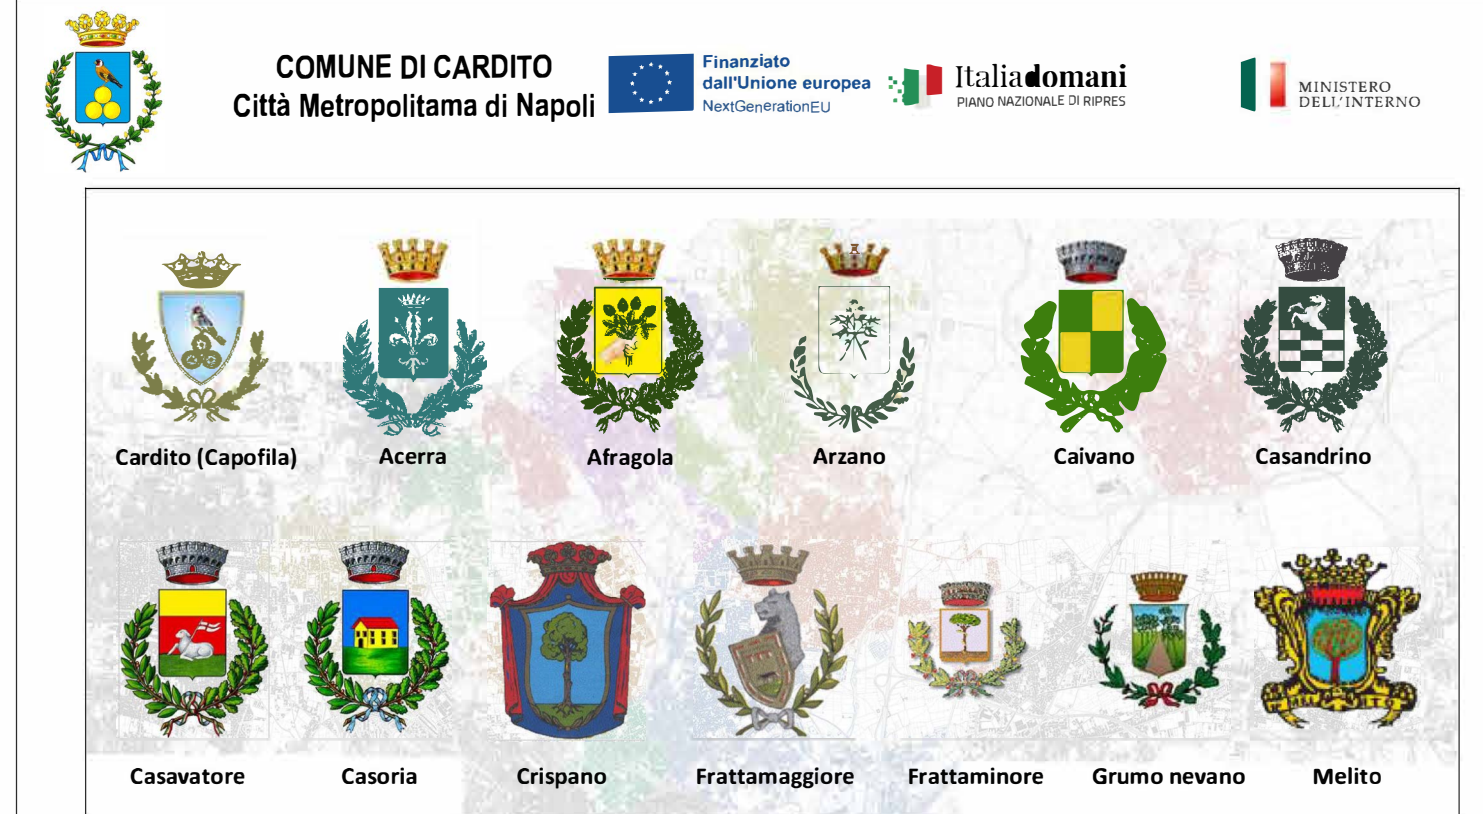 COMUNE DI CARDITO
Città Metropolitama di Napoli
Finanziato
dall'Unione europea
NextGenerationEU
Italiadomani
PIANO NAZIONALE DI RIPRES
MINISTERO
DELL'INTERNO
Cardito (Capofila)
Acerra
Afragola
Arzano
Caivano
Casandrino
Casavatore
Casoria
Crispano
Frattamaggiore
Frattaminore
Grumo nevano
Melito